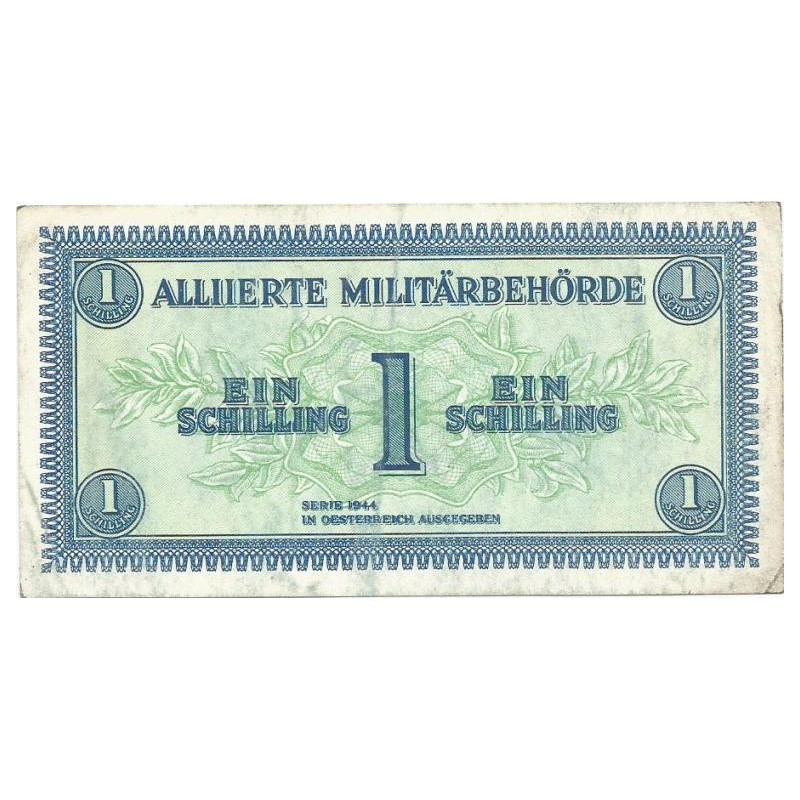 1 SCHILLING
1 SCHILLING
ALLIIERTE MILITÄRBEHÖRDE
EIN
SCHILLING
1
EIN
SCHILLING
SERIE 1944
IN OESTERREICH AUSGEGEBEN
1 SCHILLING
1 SCHILLING